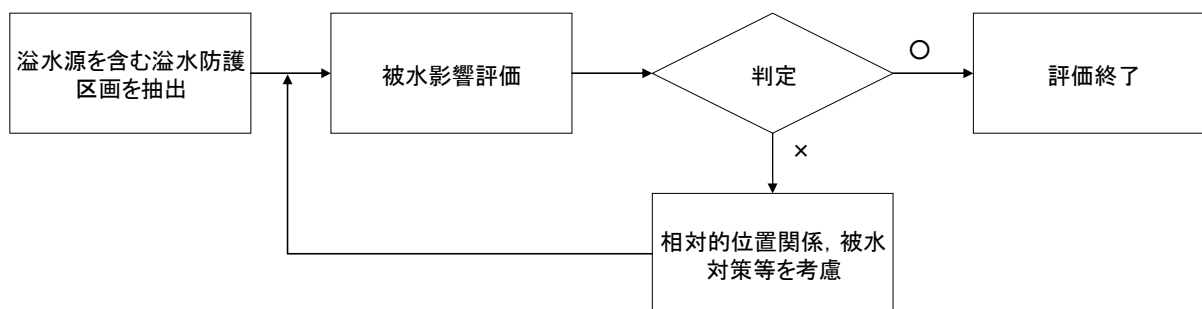 溢水源を含む溢水防護
区画を抽出
被水影響評価
判定
○
評価終了
×
相対的位置関係，被水
対策等を考慮